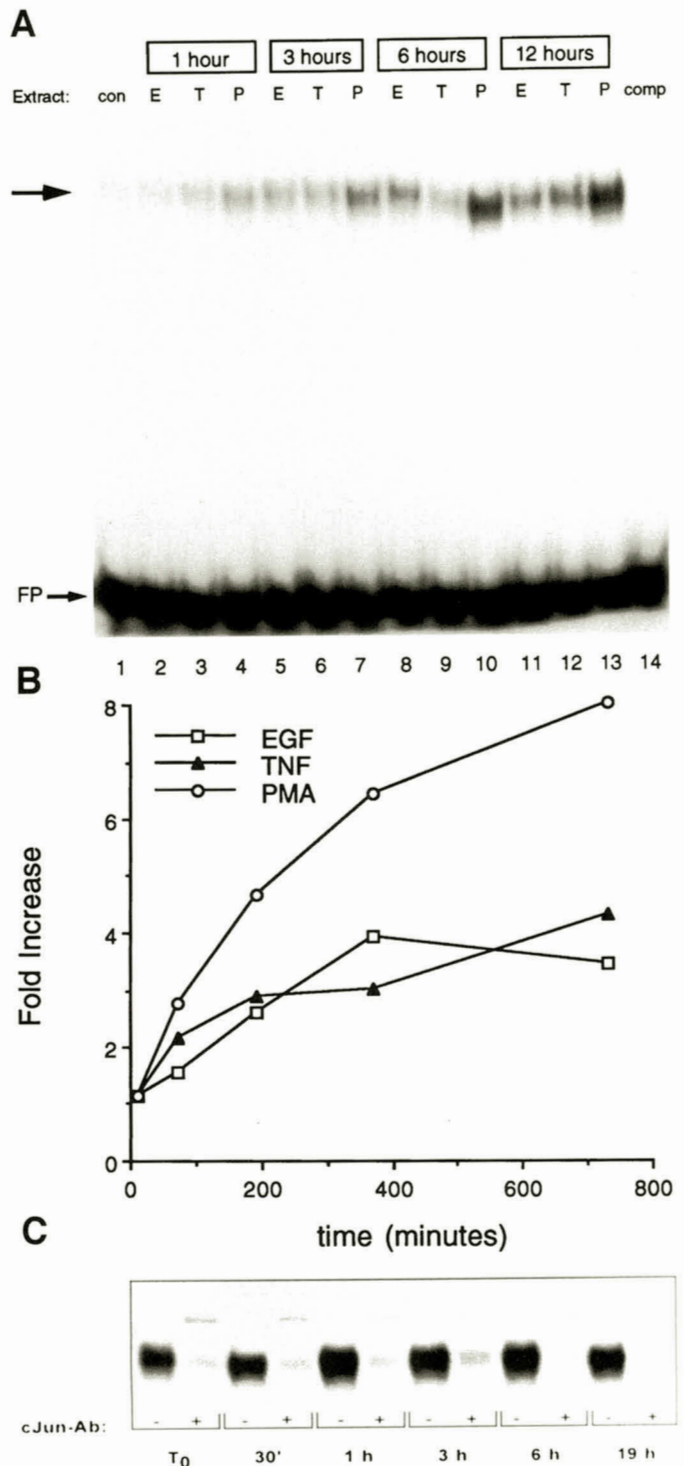 A
1 hour 3 hours 6 hours 12 hours
Extract: con E T P E T P E T P E T P comp
FP
1 2 3 4 5 6 7 8 9 10 11 12 13 14
B
8
EGF
TNF
PMA
6
4
2
0
Fold Increase
0 200 400 600 800
time (minutes)
C
cJun-Ab: - + - + - + - + - + - +
T0 30' 1 h 3 h 6 h 19 h